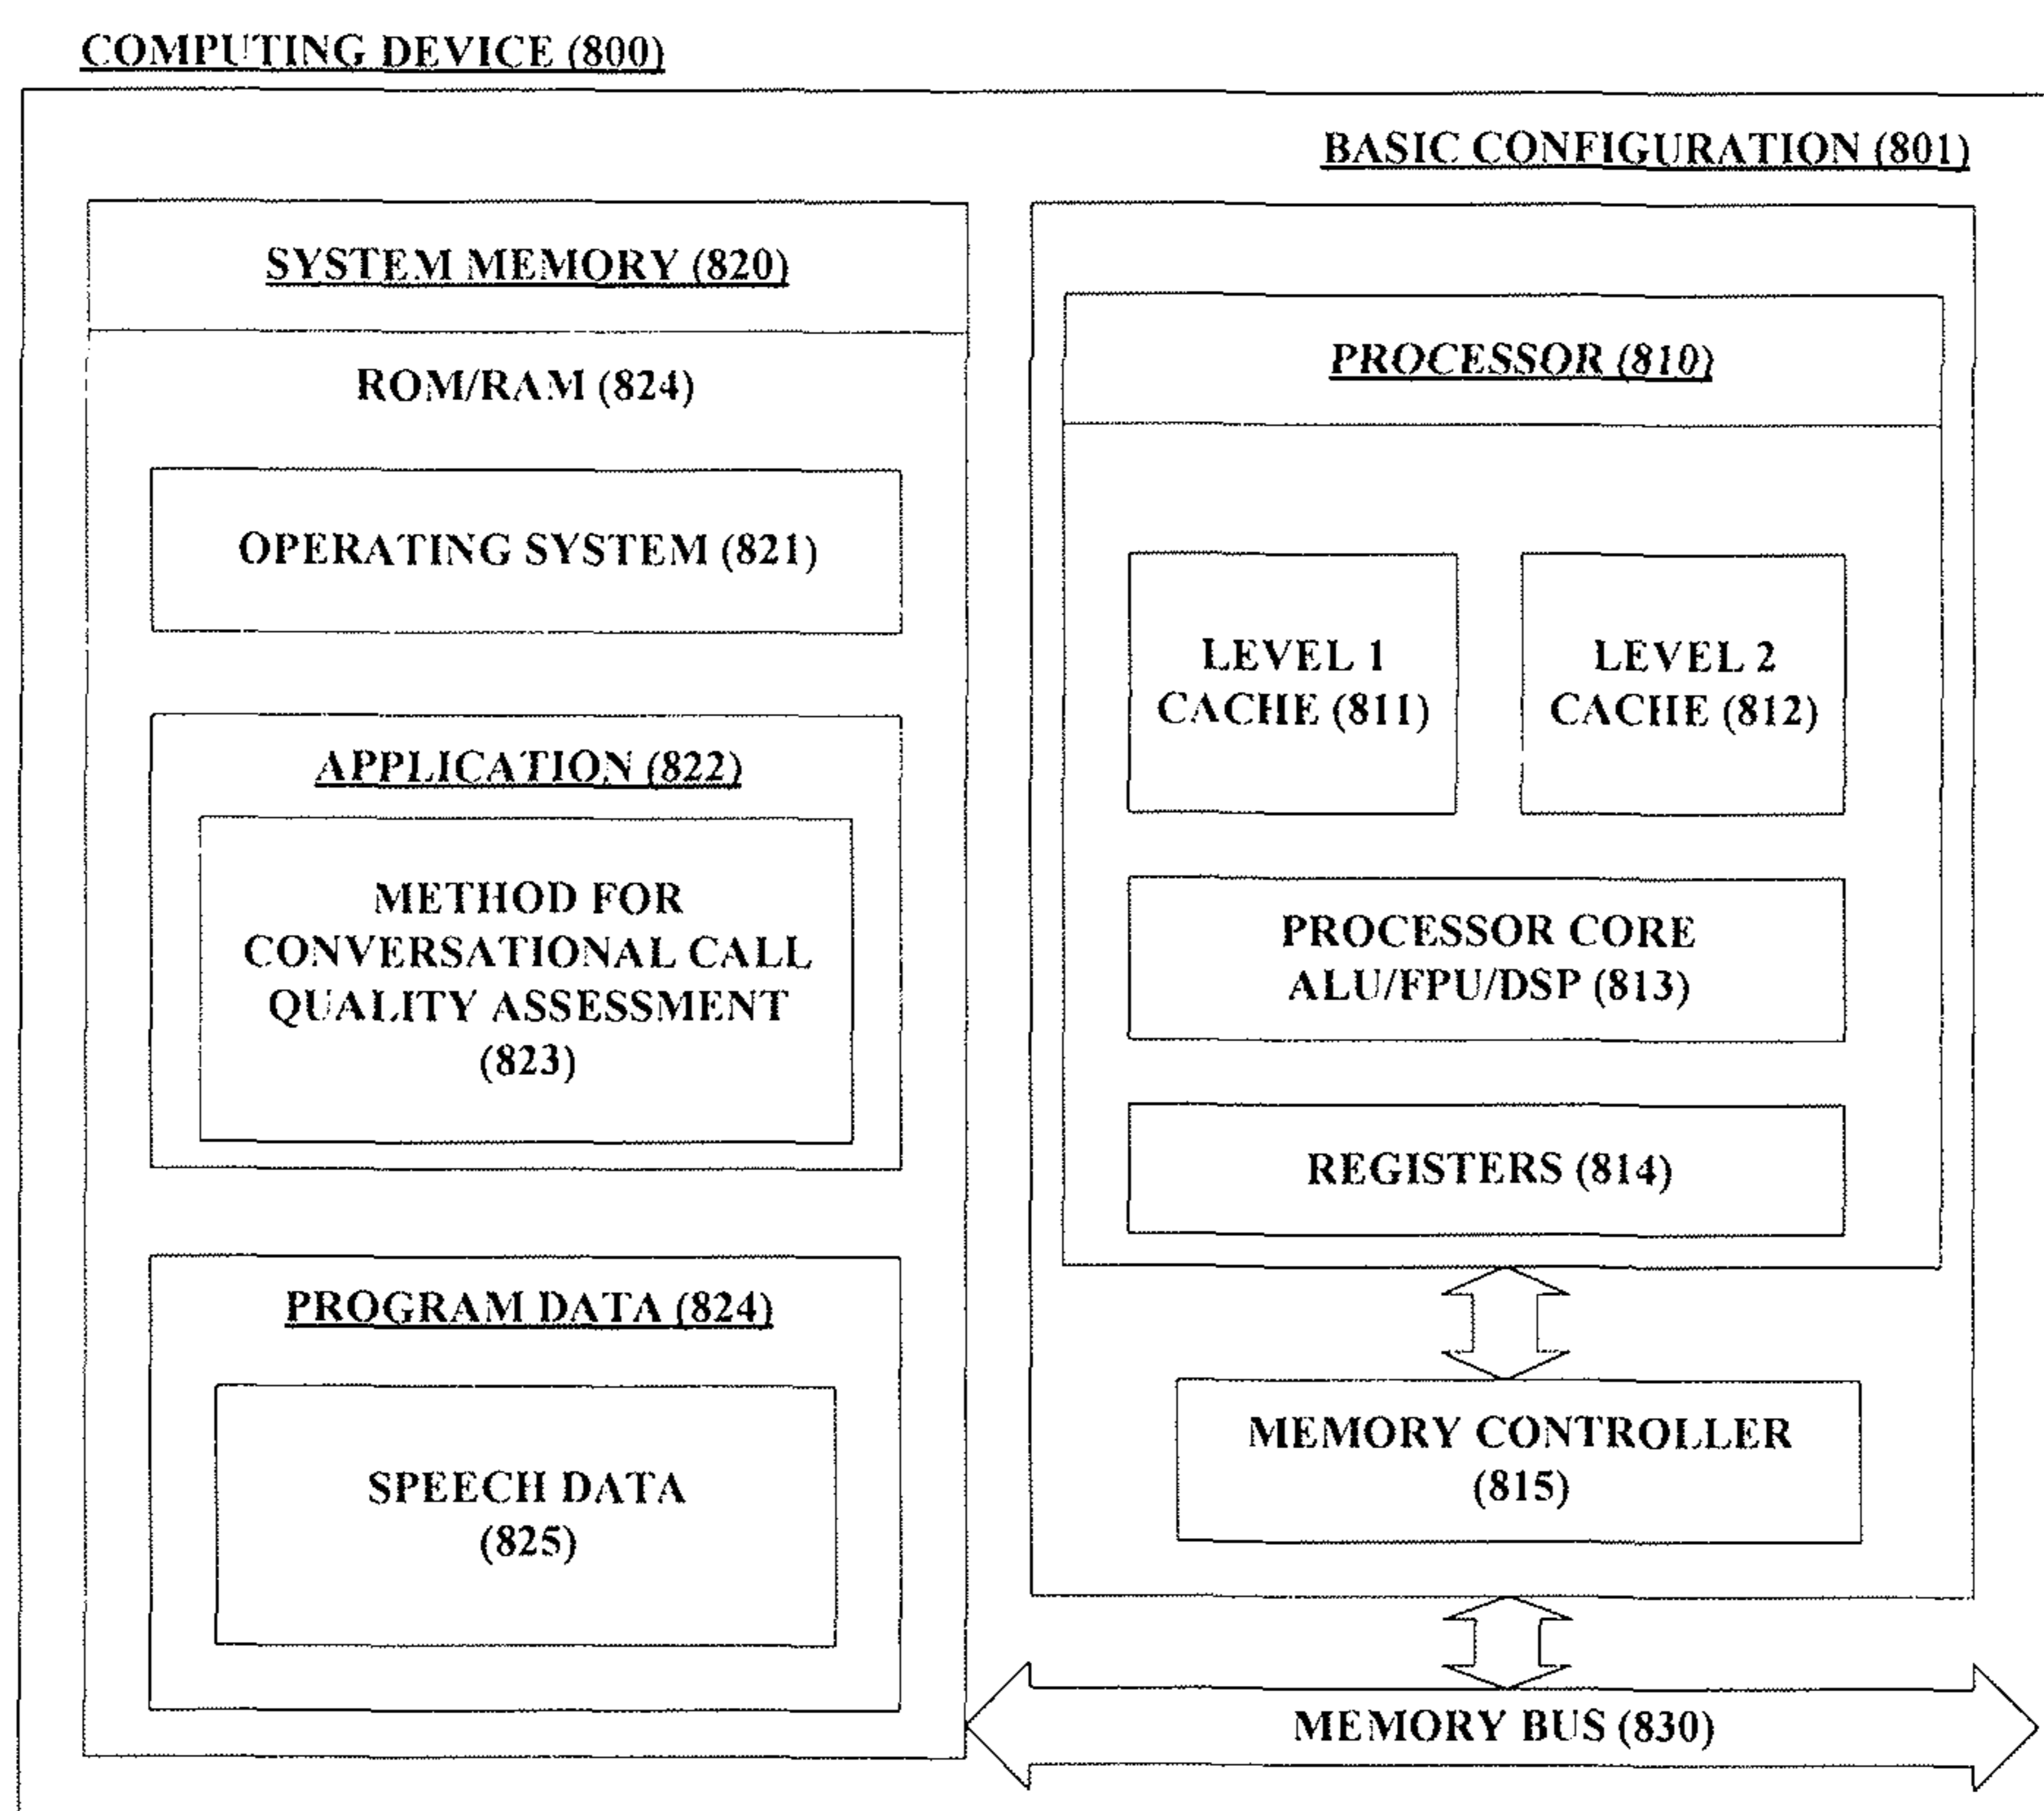 COMPUTING DEVICE (800)
BASIC CONFIGURATION (801)
SYSTEM MEMORY (820)
ROM/RAM (824)
OPERATING SYSTEM (821)
APPLICATION (822)
METHOD FOR
CONVERSATIONAL CALL
QUALITY ASSESSMENT
(823)
PROGRAM DATA (824)
SPEECH DATA
(825)
PROCESSOR (810)
LEVEL 1
CACHE (811)
LEVEL 2
CACHE (812)
PROCESSOR CORE
ALU/FPU/DSP (813)
REGISTERS (814)
MEMORY CONTROLLER
(815)
MEMORY BUS (830)